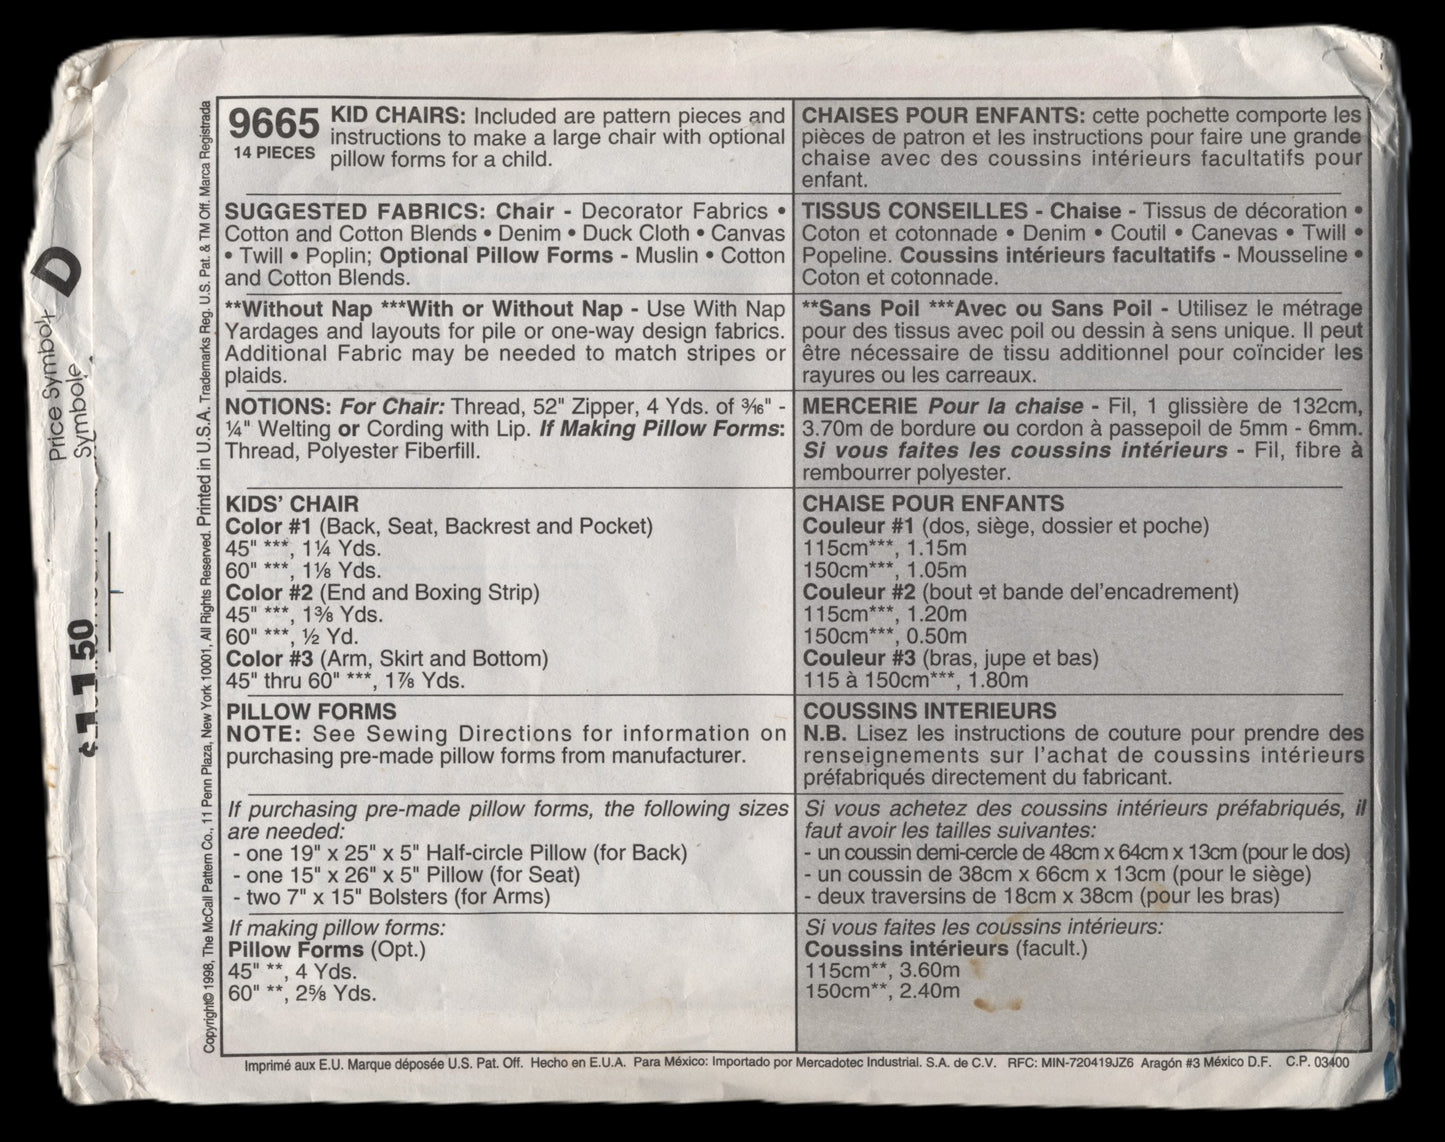 9665
14 PIECES
KID CHAIRS: Included are pattern pieces and
instructions to make a large chair with optional
pillow forms for a child.
SUGGESTED FABRICS: Chair - Decorator Fabrics •
Cotton and Cotton Blends • Denim • Duck Cloth • Canvas
• Twill • Poplin; Optional Pillow Forms - Muslin • Cotton
and Cotton Blends.
**Without Nap ***With or Without Nap - Use With Nap
Yardages and layouts for pile or one-way design fabrics.
Additional Fabric may be needed to match stripes or
plaids.
NOTIONS: For Chair: Thread, 52" Zipper, 4 Yds. of 3⁄16" -
¼" Welting or Cording with Lip. If Making Pillow Forms:
Thread, Polyester Fiberfill.
KIDS' CHAIR
Color #1 (Back, Seat, Backrest and Pocket)
45" ***, 1¼ Yds.
60" ***, 1⅛ Yds.
Color #2 (End and Boxing Strip)
45" ***, 1⅜ Yds.
60" ***, ½ Yd.
Color #3 (Arm, Skirt and Bottom)
45" thru 60" ***, 1⅞ Yds.
PILLOW FORMS
NOTE: See Sewing Directions for information on
purchasing pre-made pillow forms from manufacturer.
If purchasing pre-made pillow forms, the following sizes
are needed:
- one 19" x 25" x 5" Half-circle Pillow (for Back)
- one 15" x 26" x 5" Pillow (for Seat)
- two 7" x 15" Bolsters (for Arms)
If making pillow forms:
Pillow Forms (Opt.)
45" **, 4 Yds.
60" **, 2⅝ Yds.
CHAISES POUR ENFANTS: cette pochette comporte les
pièces de patron et les instructions pour faire une grande
chaise avec des coussins intérieurs facultatifs pour
enfant.
TISSUS CONSEILLES - Chaise - Tissus de décoration •
Coton et cotonnade • Denim • Coutil • Canevas • Twill •
Popeline. Coussins intérieurs facultatifs - Mousseline •
Coton et cotonnade.
**Sans Poil ***Avec ou Sans Poil - Utilisez le métrage
pour des tissus avec poil ou dessin à sens unique. Il peut
être nécessaire de tissu additionnel pour coïncider les
rayures ou les carreaux.
MERCERIE Pour la chaise - Fil, 1 glissière de 132cm,
3.70m de bordure ou cordon à passepoil de 5mm - 6mm.
Si vous faites les coussins intérieurs - Fil, fibre à
rembourrer polyester.
CHAISE POUR ENFANTS
Couleur #1 (dos, siège, dossier et poche)
115cm***, 1.15m
150cm***, 1.05m
Couleur #2 (bout et bande del'encadrement)
115cm***, 1.20m
150cm***, 0.50m
Couleur #3 (bras, jupe et bas)
115 à 150cm***, 1.80m
COUSSINS INTERIEURS
N.B. Lisez les instructions de couture pour prendre des
renseignements sur l'achat de coussins intérieurs
préfabriqués directement du fabricant.
Si vous achetez des coussins intérieurs préfabriqués, il
faut avoir les tailles suivantes:
- un coussin demi-cercle de 48cm x 64cm x 13cm (pour le dos)
- un coussin de 38cm x 66cm x 13cm (pour le siège)
- deux traversins de 18cm x 38cm (pour les bras)
Si vous faites les coussins intérieurs:
Coussins intérieurs (facult.)
115cm**, 3.60m
150cm**, 2.40m
Imprimé aux E.U. Marque déposée U.S. Pat. Off. Hecho en E.U.A. Para México: Importado por Mercadotec Industrial. S.A. de C.V. RFC: MIN-720419JZ6 Aragón #3 México D.F. C.P. 03400
Copyright© 1998, The McCall Pattern Co., 11 Penn Plaza, New York 10001, All Rights Reserved. Printed in U.S.A. Trademarks Reg. U.S. Pat. & TM Off. Marca Registrada
Price Symbol
Symbole
D
11.50